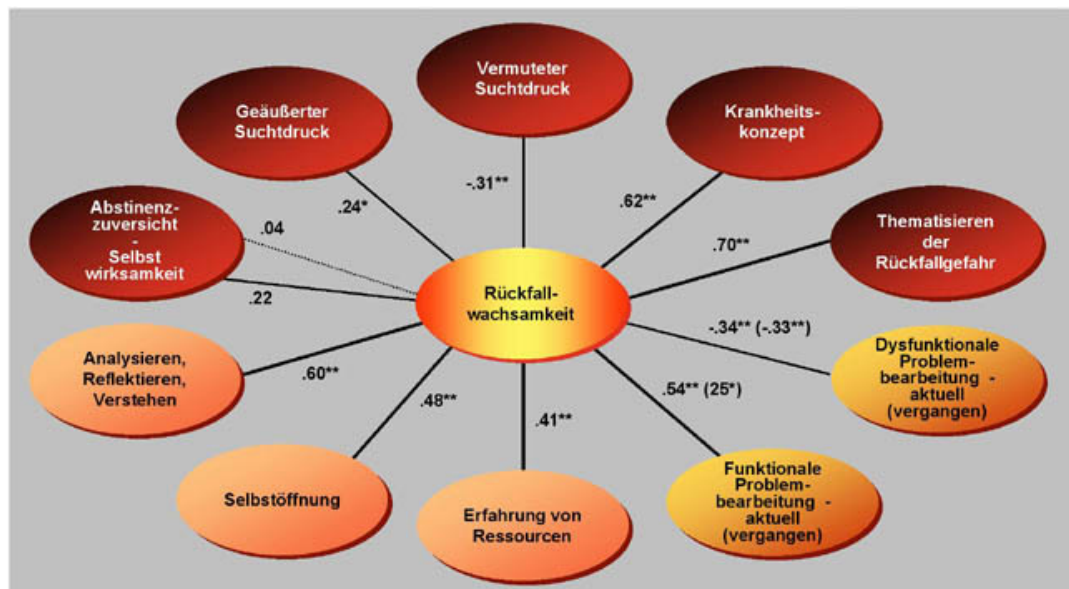 Vermuteter
Suchtdruck
Geäußerter
Suchtdruck
Krankheits-
konzept
-.31**
.24*
.62**
Abstinenz-
zuversicht
-
Selbst
wirksamkeit
.04
.22
Thematisieren
der
Rückfallgefahr
.70**
Rückfall-
wachsamkeit
Analysieren,
Reflektieren,
Verstehen
.60**
-.34** (-.33**)
Dysfunktionale
Problem-
bearbeitung -
aktuell
(vergangen)
.48**
.41**
.54** (25*)
Selbstöffnung
Erfahrung von
Ressourcen
Funktionale
Problem-
bearbeitung -
aktuell
(vergangen)